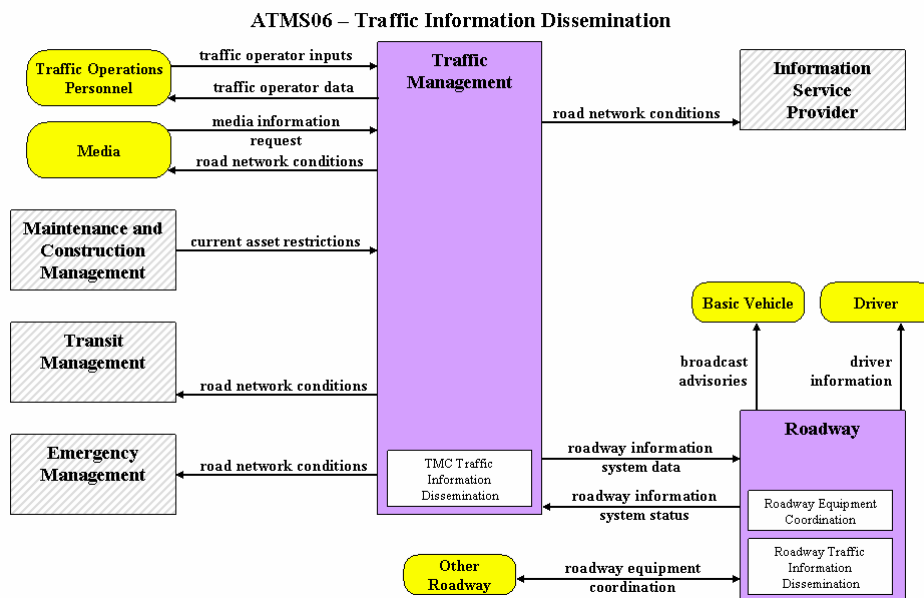 ATMS06 – Traffic Information Dissemination
Traffic Operations
Personnel
traffic operator inputs
traffic operator data
Traffic
Management
Information
Service
Provider
road network conditions
Media
media information
request
road network conditions
Maintenance and
Construction
Management
current asset restrictions
Transit
Management
road network conditions
Emergency
Management
road network conditions
TMC Traffic
Information
Dissemination
Basic Vehicle
Driver
broadcast
advisories
driver
information
Roadway
roadway information
system data
roadway information
system status
Roadway Equipment
Coordination
Roadway Traffic
Information
Dissemination
Other
Roadway
roadway equipment
coordination